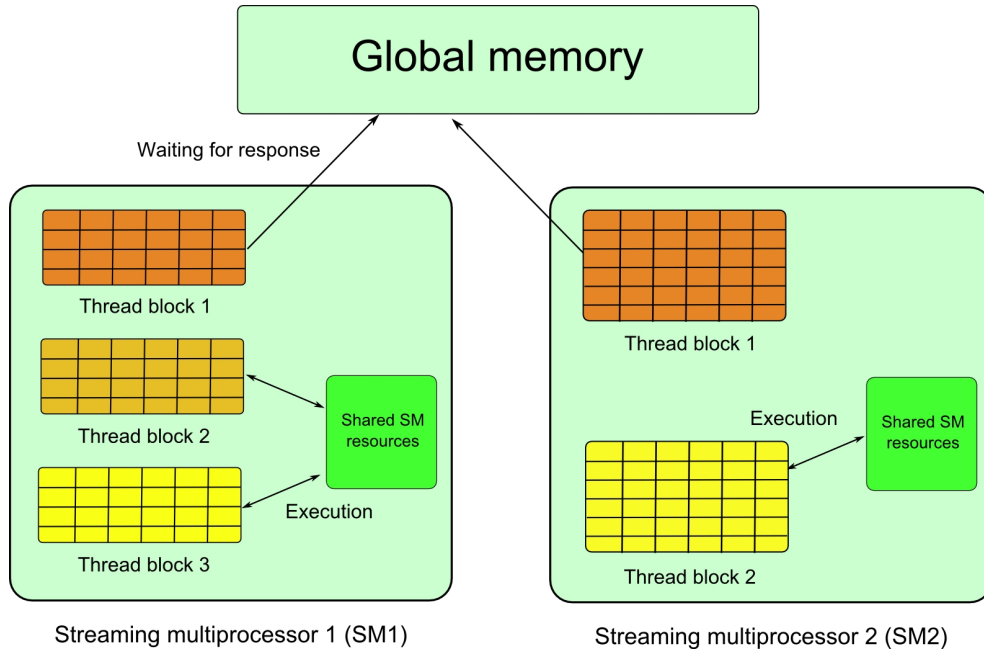 Global memory
Waiting for response
Thread block 1
Thread block 2
Thread block 3
Shared SM
resources
Execution
Streaming multiprocessor 1 (SM1)
Thread block 1
Execution
Shared SM
resources
Thread block 2
Streaming multiprocessor 2 (SM2)